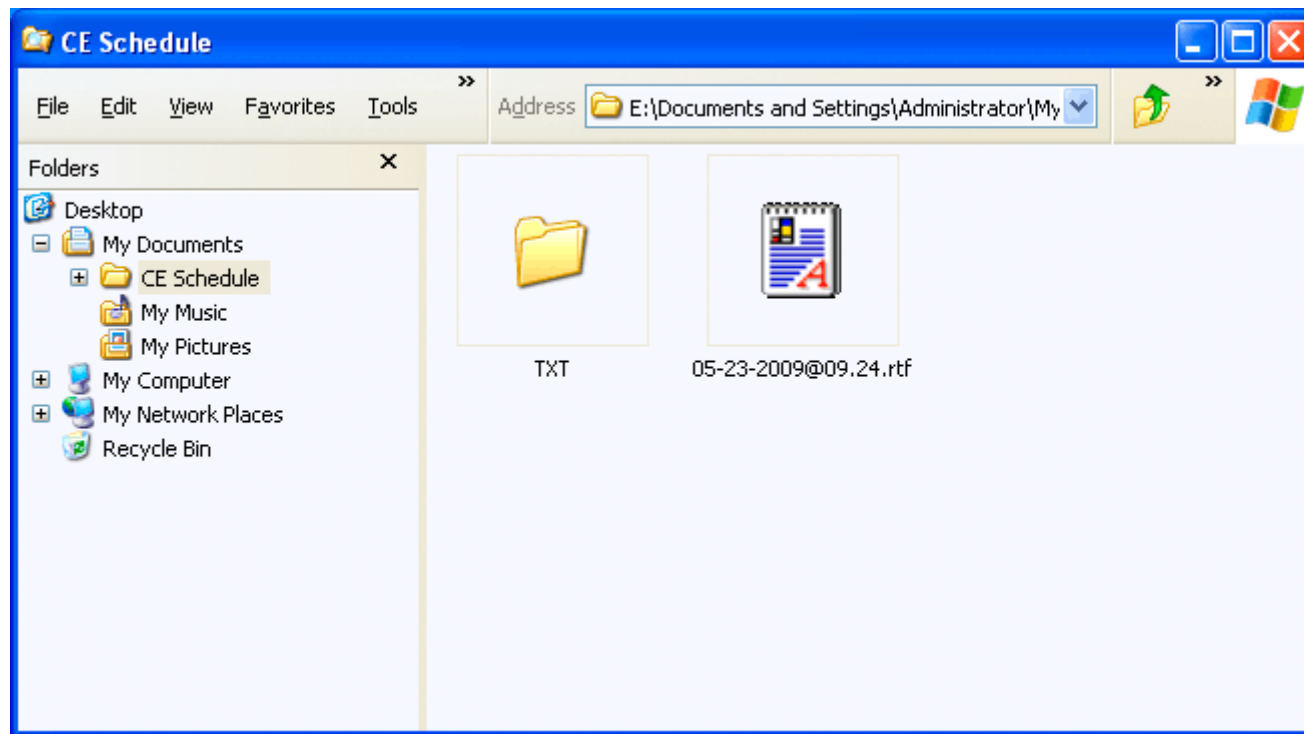 CE Schedule
File Edit View Favorites Tools » Address E:\Documents and Settings\Administrator\My »
Folders
Desktop
My Documents
CE Schedule
My Music
My Pictures
My Computer
My Network Places
Recycle Bin
TXT
05-23-2009@09.24.rtf